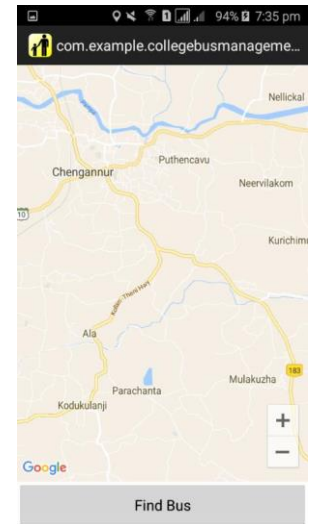 94% 7:35 pm
com.example.collegebusmanageme...
Nellickal
Puthencavu
Chengannur
Neervilakom
10
Kurichimu
Ala
183
Mulakuzha
Parachanta
Kodukulanji
+
−
Google
Find Bus